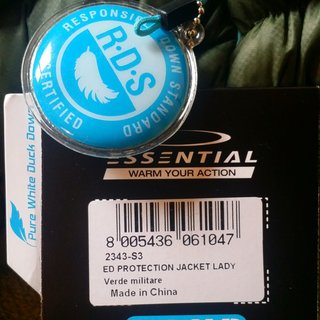 RESPONSIBLE DOWN STANDARD
R·D·S
CERTIFIED
Pure White Duck Down
ESSENTIAL
WARM YOUR ACTION
8 005436 061047
2343-S3
ED PROTECTION JACKET LADY
Verde militare
Made in China